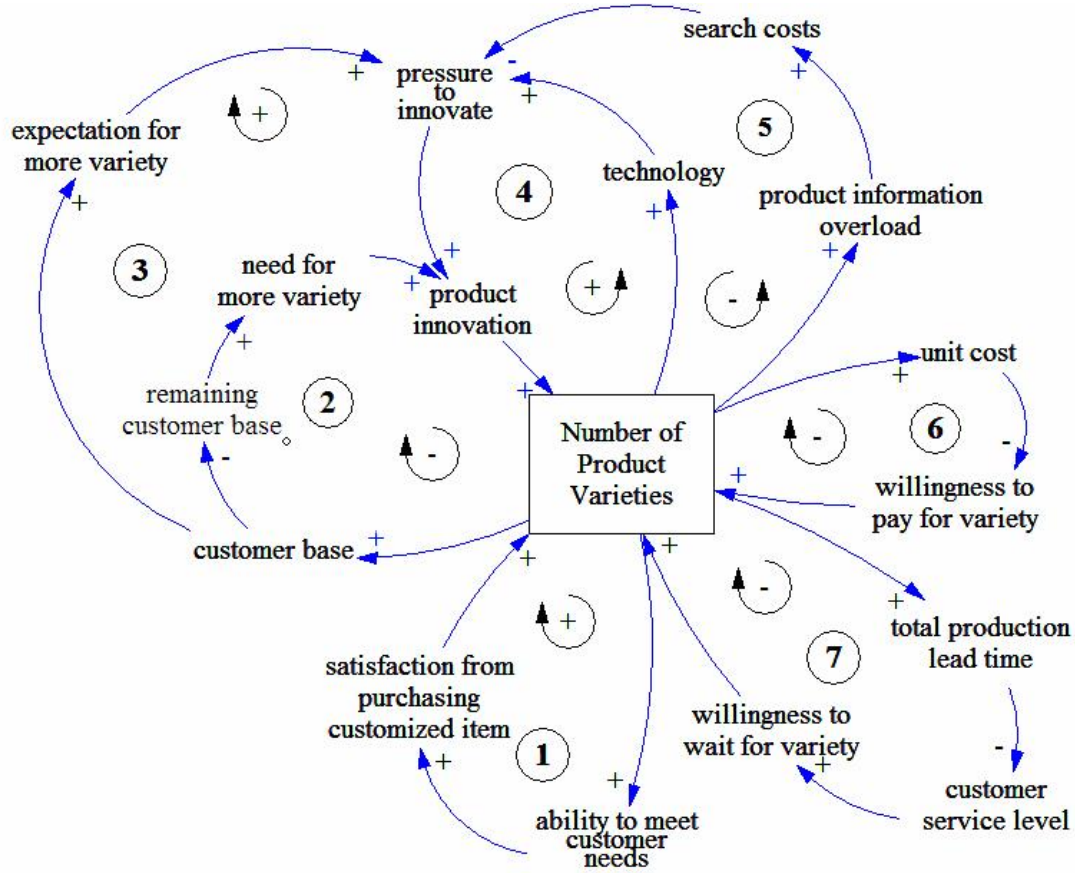 search costs
-
+
+
pressure
to
innovate
+
+
5
expectation for
more variety
+
4
technology
+
product information
overload
+
3
need for
more variety
+
+
product
innovation
+
-
+
unit cost
+
remaining
customer base
2
-
-
+
Number of
Product
Varieties
-
6
-
+
willingness to
pay for variety
customer base
+
+
+
-
+
+
total production
lead time
satisfaction from
purchasing
customized item
+
1
7
willingness to
wait for variety
+
-
+
ability to meet
customer
needs
customer
service level